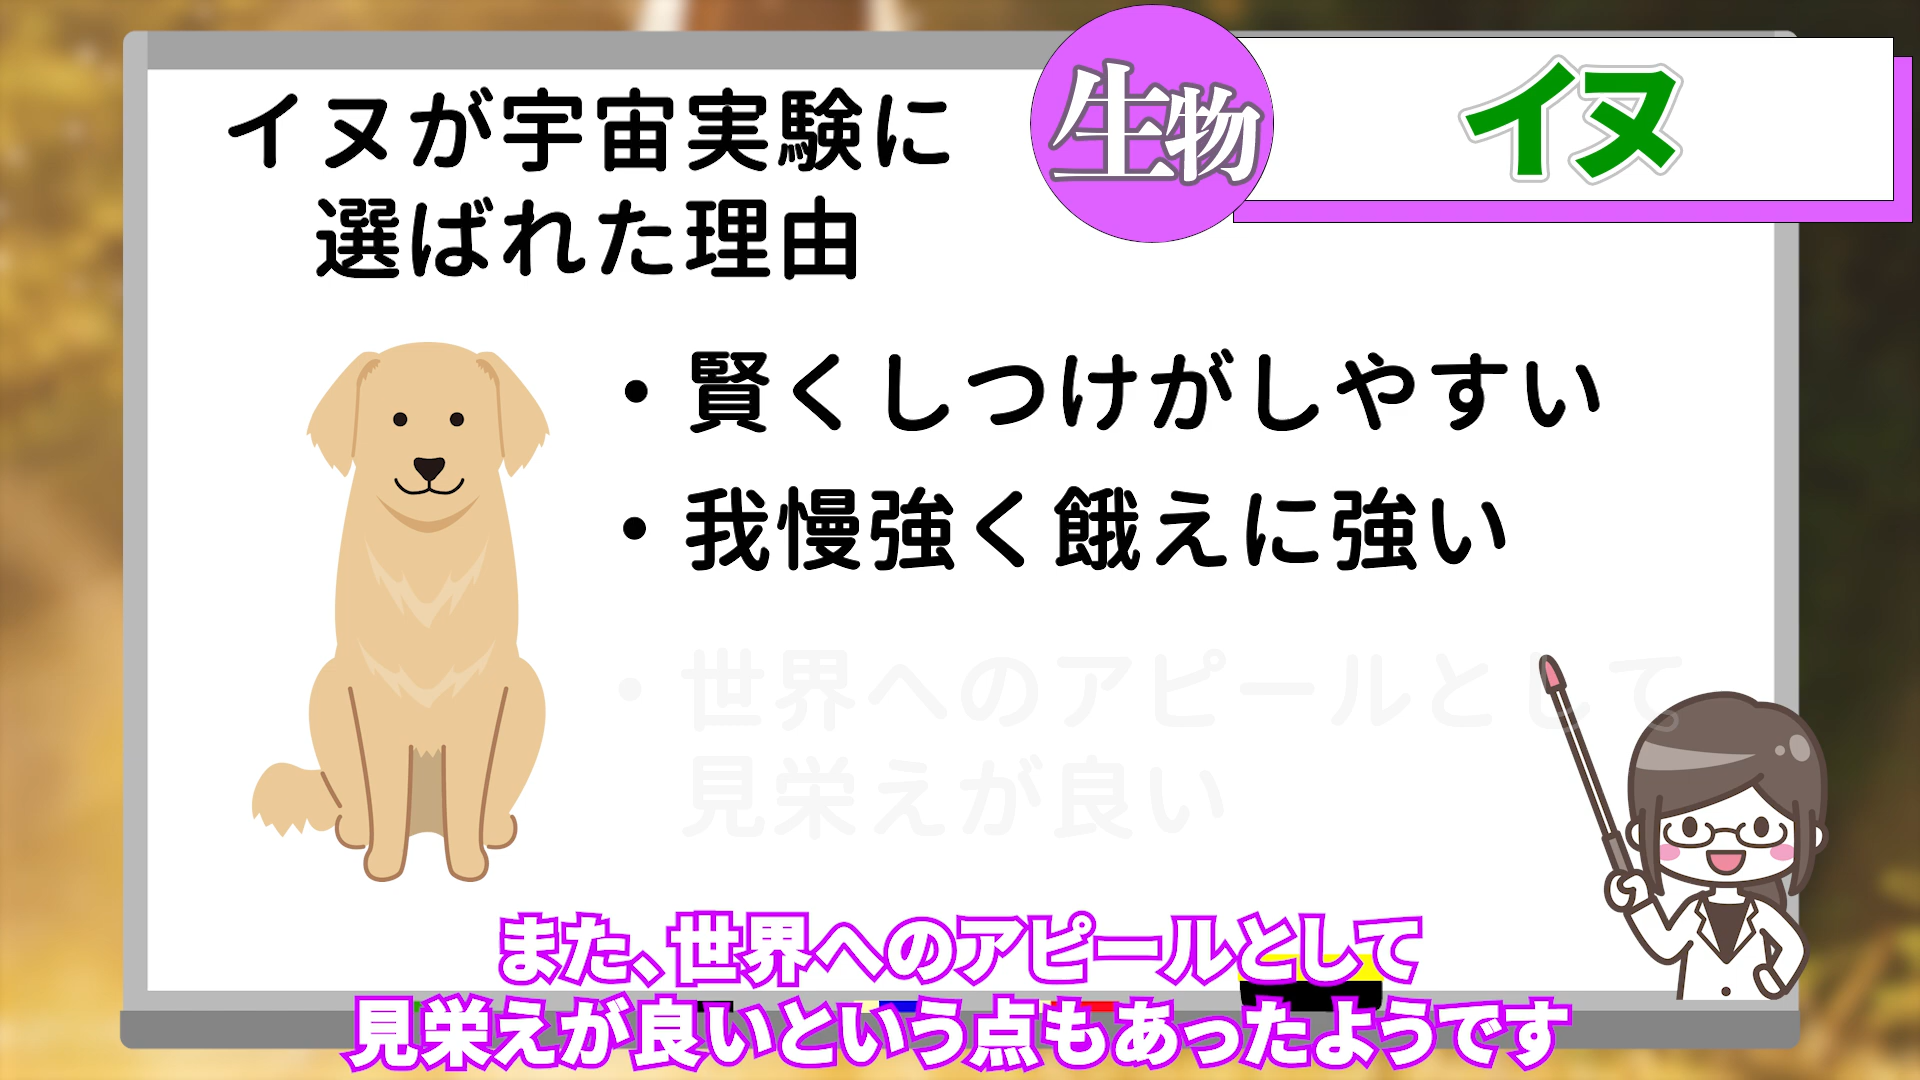 イヌが宇宙実験に
選ばれた理由
生物
イヌ
・賢くしつけがしやすい
・我慢強く餓えに強い
・世界へのアピールとして
見栄えが良い
また、世界へのアピールとして
見栄えが良いという点もあったようです